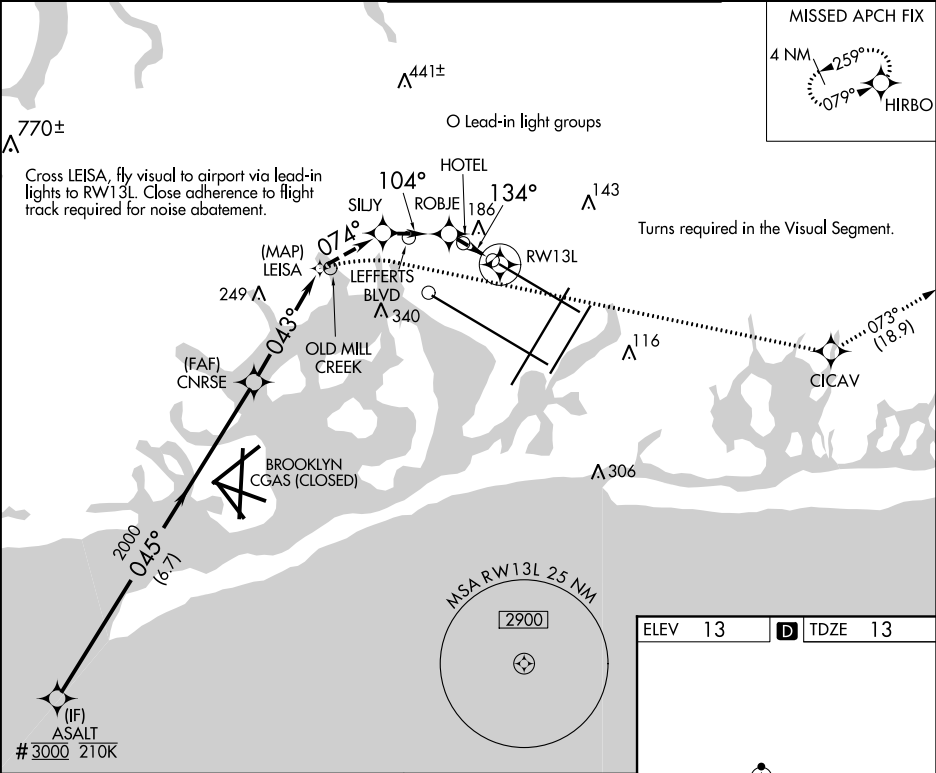 MISSED APCH FIX
4 NM
259°
079°
HIRBO
441±
770±
O Lead-in light groups
Cross LEISA, fly visual to airport via lead-in
lights to RW13L. Close adherence to flight
track required for noise abatement.
HOTEL
104°
134°
143
SILJY
ROBJE
186
Turns required in the Visual Segment.
074°
(MAP)
LEISA
RW13L
LEFFERTS
BLVD
249
340
043°
OLD MILL
CREEK
116
073°
(18.9)
(FAF)
CNRSE
CICAV
BROOKLYN
CGAS (CLOSED)
306
2000
045°
(6.7)
MSA RW13L 25 NM
2900
ELEV 13
D
TDZE 13
(IF)
ASALT
# 3000 210K